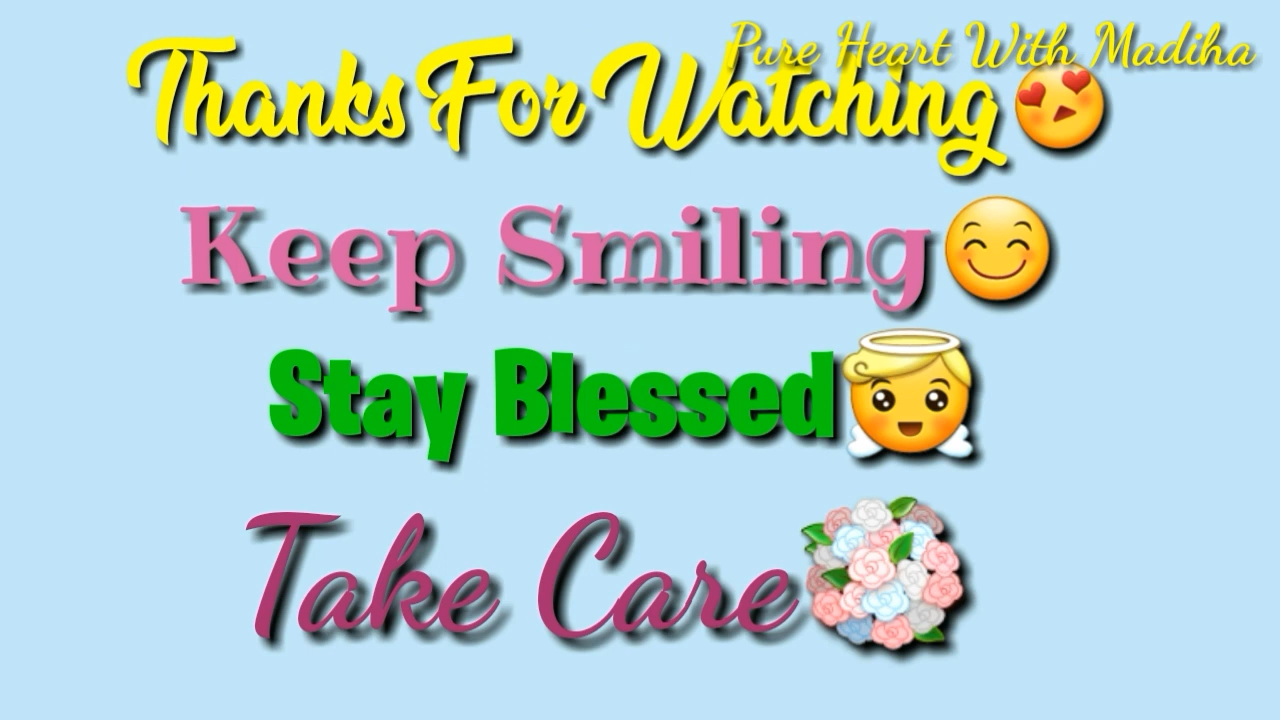 Pure Heart With Madiha
Thanks For Watching😍
Keep Smiling😊
Stay Blessed😇
Take Care💐